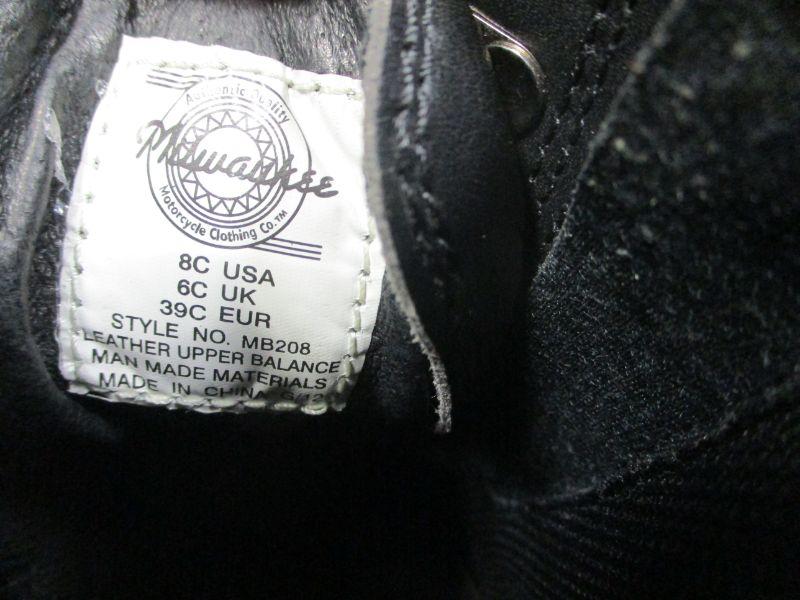 Authentic Quality
Milwaukee
Motorcycle Clothing Co.™
8C USA
6C UK
39C EUR
STYLE NO. MB208
LEATHER UPPER BALANCE
MAN MADE MATERIALS
MADE IN CHINA